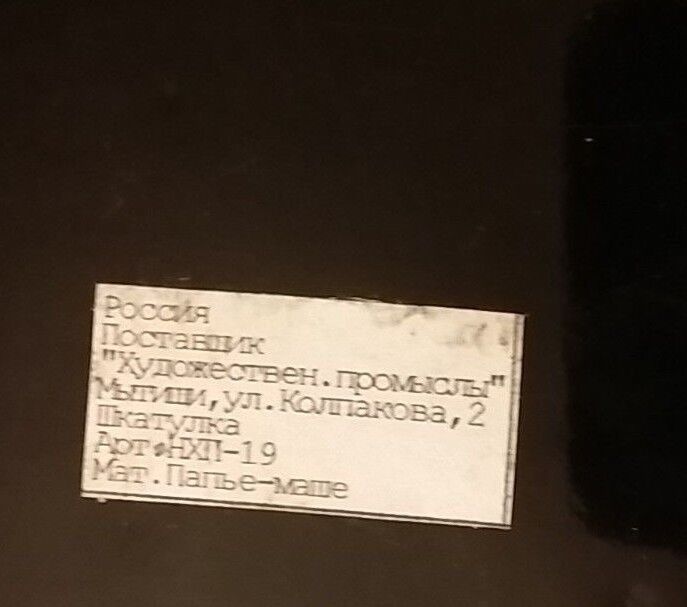 Россия
Поставщик
"Художествен.промыслы"
Мытищи,ул.Колпакова,2
Шкатулка
Арт.НХП-19
Мат.Папье-маше